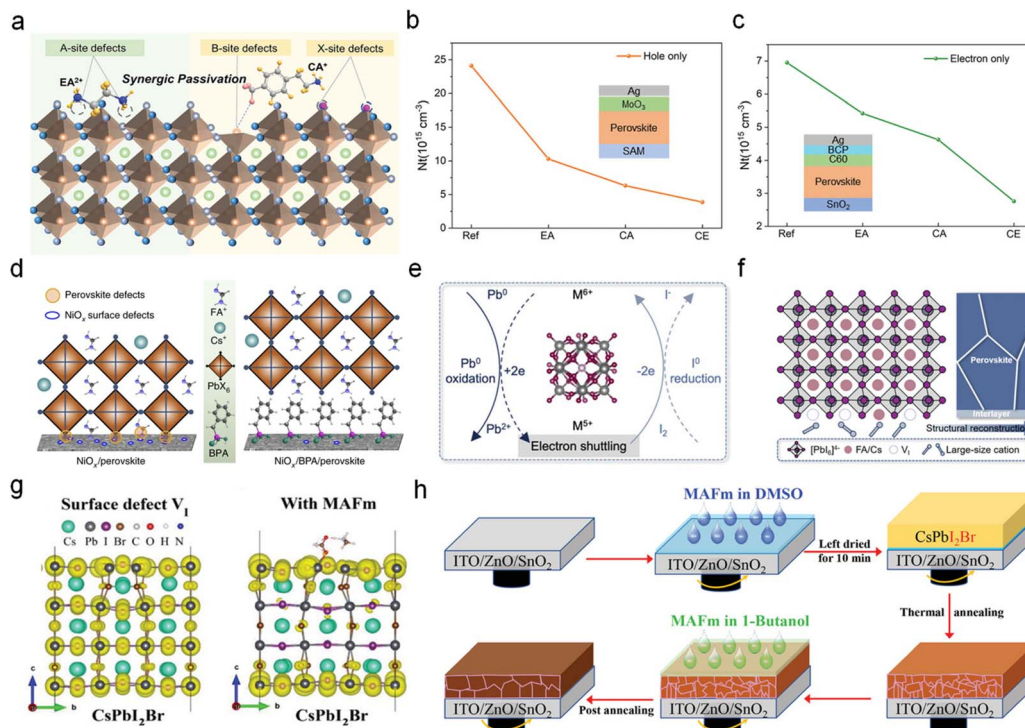 a
A-site defects
B-site defects
X-site defects
EA²⁺
Synergic Passivation
CA⁺
b
Nt(10¹⁵ cm⁻³)
25
20
15
10
5
0
Hole only
Ag
MoO₃
Perovskite
SAM
Ref
EA
CA
CE
c
Nt(10¹⁵ cm⁻³)
7
6
5
4
3
2
Electron only
Ag
BCP
C60
Perovskite
SnO₂
Ref
EA
CA
CE
d
Perovskite defects
NiOₓ surface defects
FA⁺
Cs⁺
PbX₆
BPA
NiOₓ/perovskite
NiOₓ/BPA/perovskite
e
Pb⁰
M⁶⁺
I⁻
Pb⁰
oxidation
+2e
-2e
I⁰
reduction
Pb²⁺
M⁵⁺
I₂
Electron shuttling
f
Perovskite
Interlayer
Structural reconstruction
[PbI₆]⁴⁻
FA/Cs
V_I
Large-size cation
g
Surface defect V_I
With MAFm
Cs Pb I Br C O H N
c
b
CsPbI₂Br
c
b
CsPbI₂Br
h
MAFm in DMSO
ITO/ZnO/SnO₂
ITO/ZnO/SnO₂
Left dried
for 10 min
CsPbI₂Br
ITO/ZnO/SnO₂
Thermal annealing
MAFm in 1-Butanol
ITO/ZnO/SnO₂
Post annealing
ITO/ZnO/SnO₂
ITO/ZnO/SnO₂